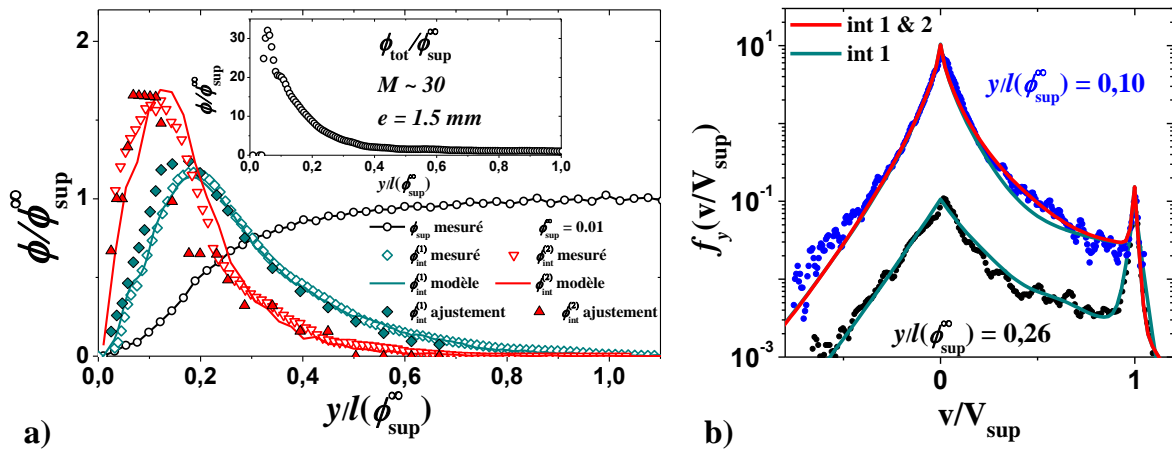 ϕ/ϕ∞sup
2
1
0
0,0 0,2 0,4 0,6 0,8 1,0
y/l(ϕ∞sup)
ϕ/ϕ∞sup
30
20
10
0
0,0 0,2 0,4 0,6 0,8 1,0
y/l(ϕ∞sup)
ϕtot/ϕ∞sup
M ~ 30
e = 1.5 mm
ϕsup mesuré ϕ∞sup = 0.01
ϕ(1)int mesuré ϕ(2)int mesuré
ϕ(1)int modèle ϕ(2)int modèle
ϕ(1)int ajustement ϕ(2)int ajustement
a)
int 1 & 2
int 1
y/l(ϕ∞sup) = 0,10
y/l(ϕ∞sup) = 0,26
fy(v/Vsup)
10^1
10^-1
10^-3
0 1
v/Vsup
b)